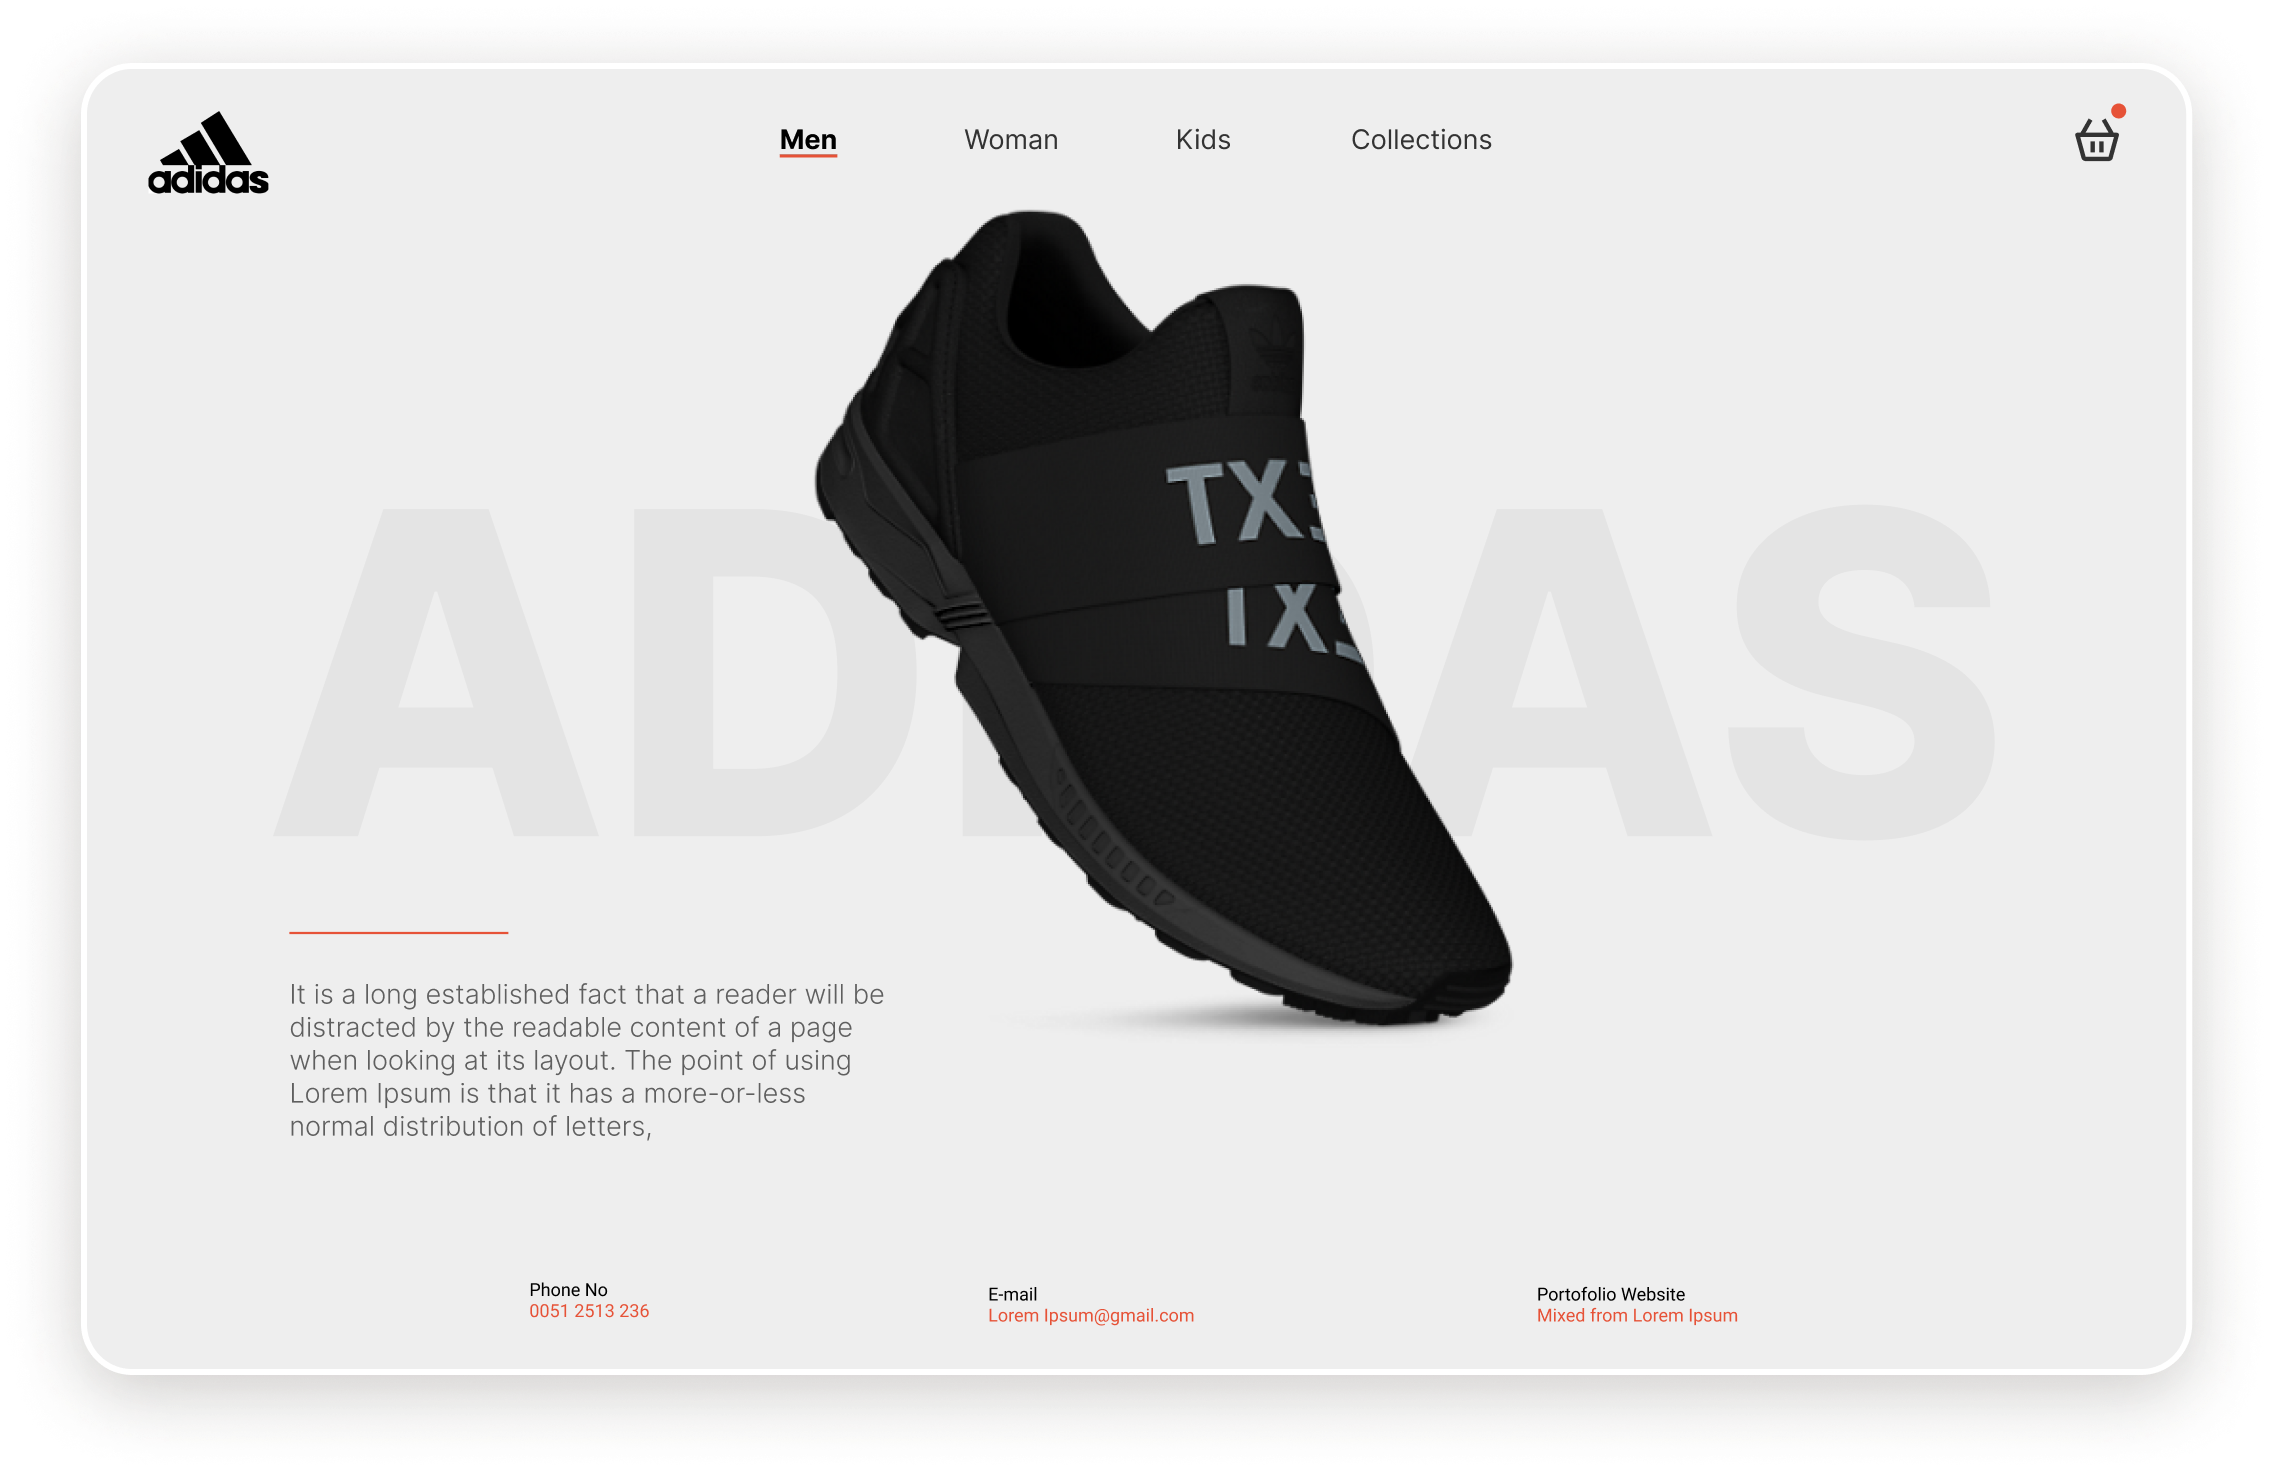 adidas
Men
Woman
Kids
Collections
TX
TX
ADIDAS
It is a long established fact that a reader will be
distracted by the readable content of a page
when looking at its layout. The point of using
Lorem Ipsum is that it has a more-or-less
normal distribution of letters,
Phone No
0051 2513 236
E-mail
Lorem Ipsum@gmail.com
Portofolio Website
Mixed from Lorem Ipsum